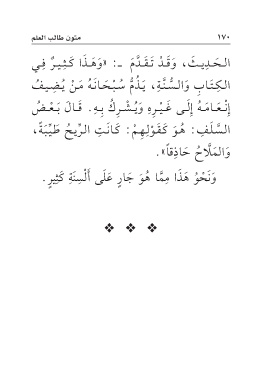 ١٧٠ متون طالب العلم
الحَدِيثَ، وَقَدْ تَقَدَّمَ ـ: «وَهَذَا كَثِيرٌ فِي
الكِتَابِ وَالسُّنَّةِ، يَذُمُّ سُبْحَانَهُ مَنْ يُضِيفُ
إِنْعَامَهُ إِلَى غَيْرِهِ وَيُشْرِكُ بِهِ. قَالَ بَعْضُ
السَّلَفِ: هُوَ كَقَوْلِهِمْ: كَانَتِ الرِّيحُ طَيِّبَةً،
وَالمَلَّاحُ حَاذِقاً».
وَنَحْوُ هَذَا مِمَّا هُوَ جَارٍ عَلَى أَلْسِنَةِ كَثِيرٍ.